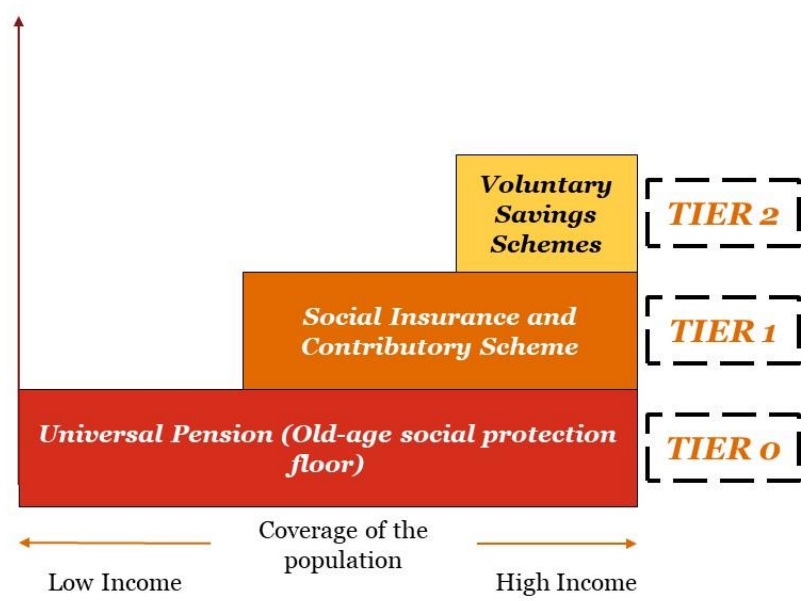 Voluntary
Savings
Schemes
TIER 2
Social Insurance and
Contributory Scheme
TIER 1
Universal Pension (Old-age social protection
floor)
TIER 0
Coverage of the
population
Low Income
High Income